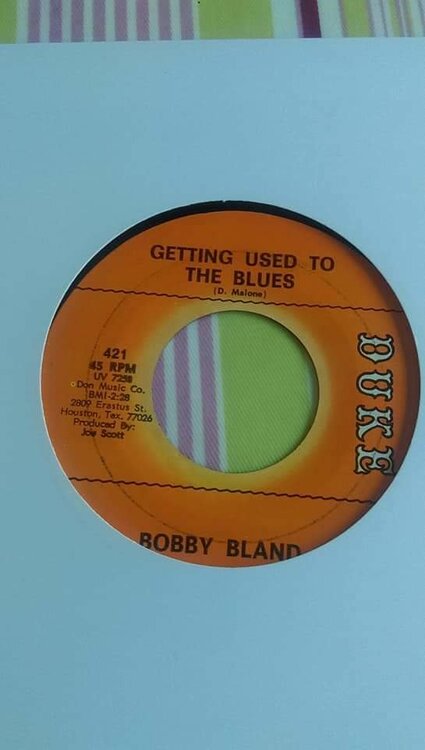 GETTING USED TO
THE BLUES
(D. Malone)
421
45 RPM
UV 7258
Don Music Co.
BMI-2:28
2809 Erastus St.
Houston, Tex. 77026
Produced By:
Joe Scott
DUKE
BOBBY BLAND